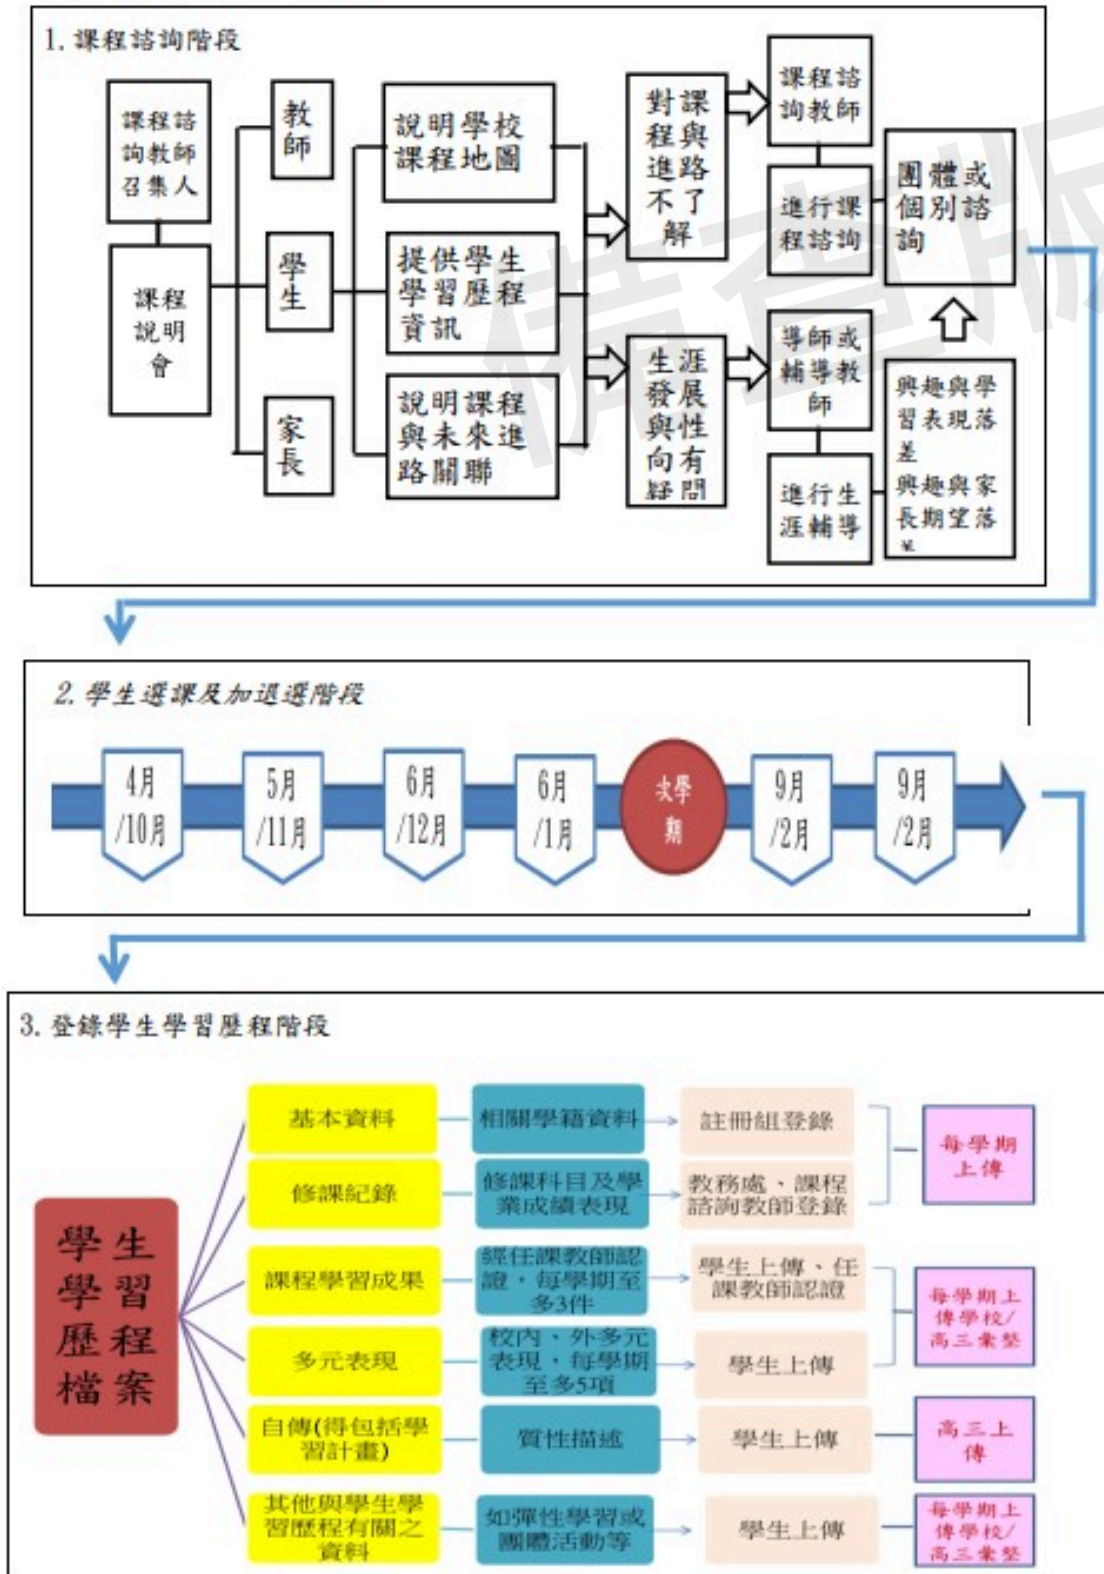 1. 課程諮詢階段
課程諮
詢教師
召集人
課程
說明
會
教
師
學
生
家
長
說明學校
課程地圖
提供學生
學習歷程
資訊
說明課程
與未來進
路關聯
對課
程與
進路
不了
解
生涯
發展
與性
向有
疑問
課程諮
詢教師
進行課
程諮詢
團體或
個別諮
詢
導師或
輔導教
師
進行生
涯輔導
興趣與學
習表現落
差
興趣與家
長期望落
備查版
2. 學生選課及加退選階段
4月
/10月
5月
/11月
6月
/12月
6月
/1月
次學
期
9月
/2月
9月
/2月
3. 登錄學生學習歷程階段
學生
學習
歷程
檔案
基本資料
相關學籍資料
註冊組登錄
每學期
上傳
修課紀錄
修課科目及學
業成績表現
教務處、課程
諮詢教師登錄
課程學習成果
經任課教師認
證，每學期至
多3件
學生上傳、任
課教師認證
每學期上
傳學校/
高三彙整
多元表現
校內、外多元
表現，每學期
至多5項
學生上傳
自傳(得包括學
習計畫)
質性描述
學生上傳
高三上
傳
其他與學生學
習歷程有關之
資料
如彈性學習或
團體活動等
學生上傳
每學期上
傳學校/
高三彙整